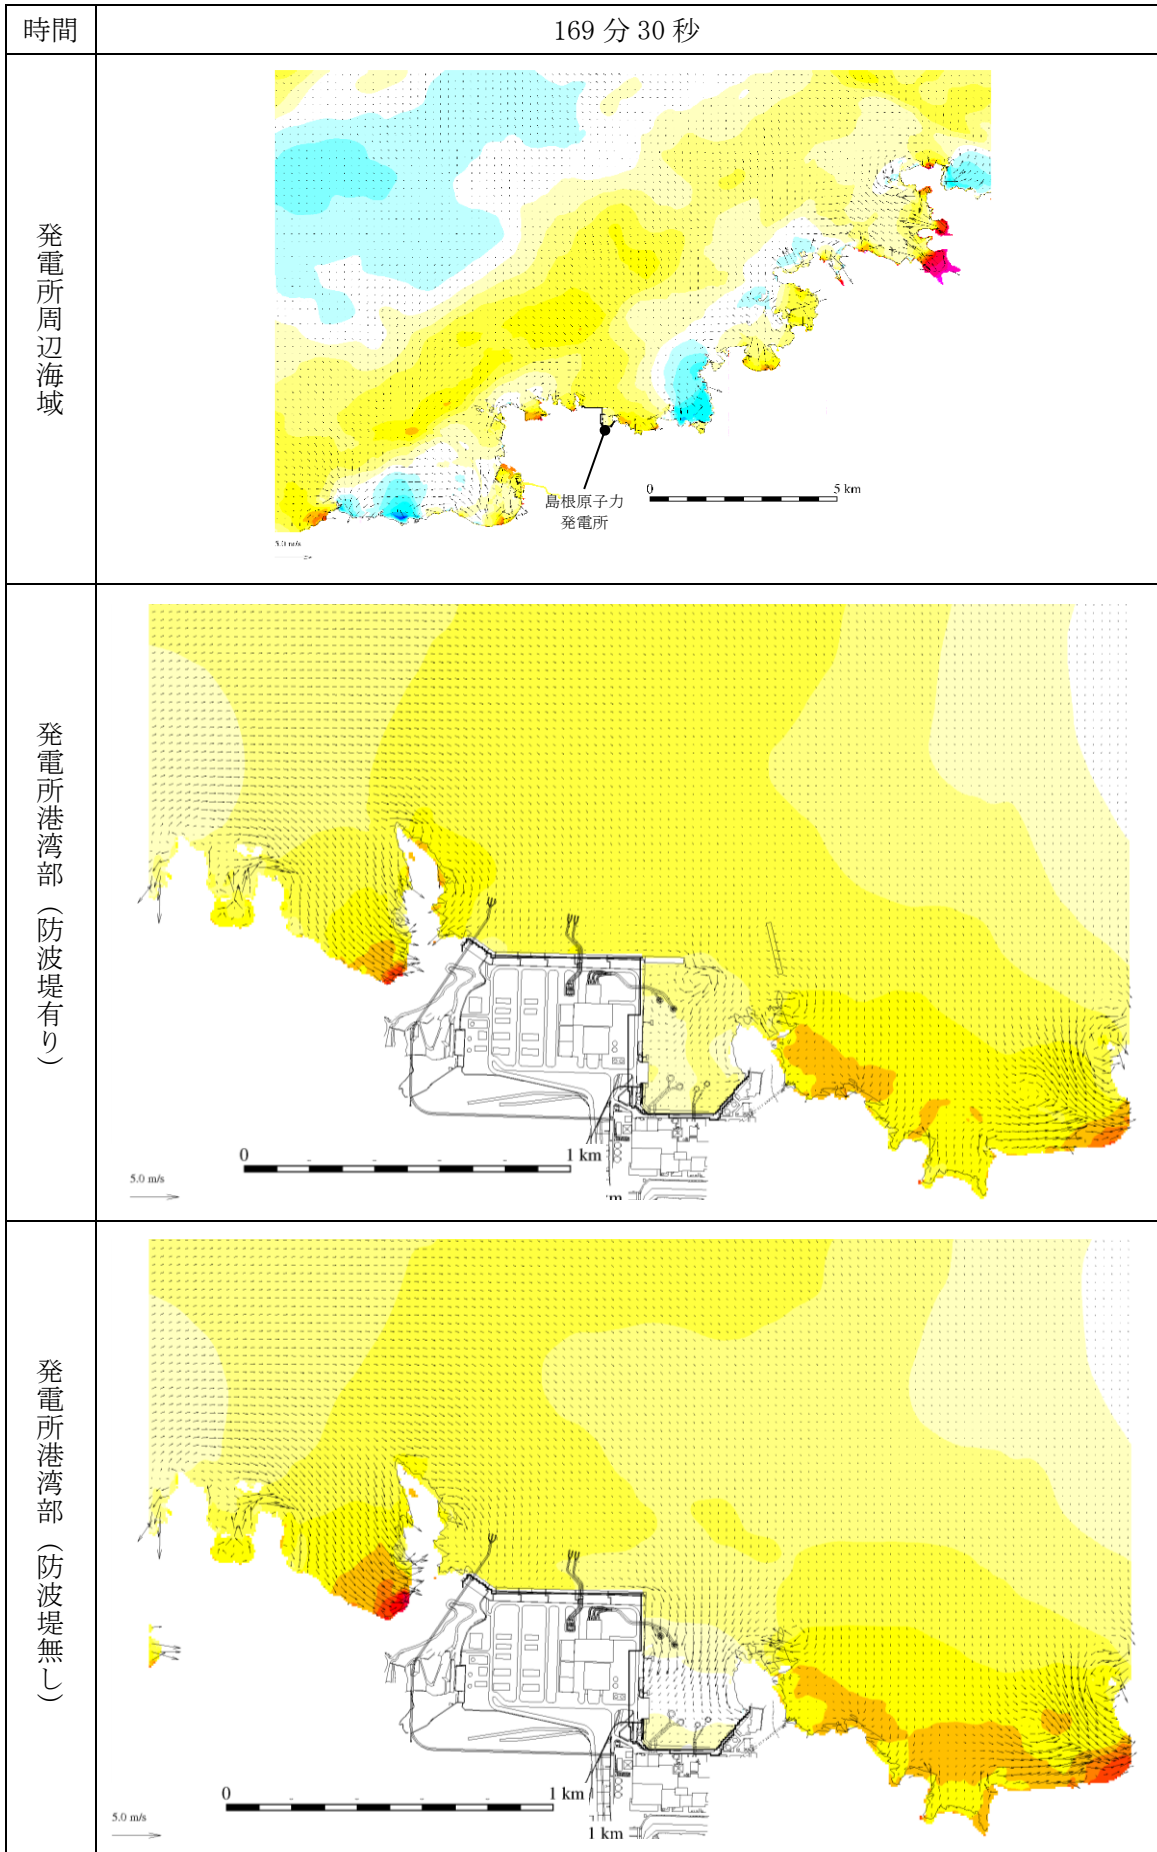 時間
169 分 30 秒
発電所周辺海域
島根原子力
発電所
0 5 km
5.0 m/s
発電所港湾部（防波堤有り）
0 1 km
5.0 m/s
発電所港湾部（防波堤無し）
0 1 km
5.0 m/s
1 km